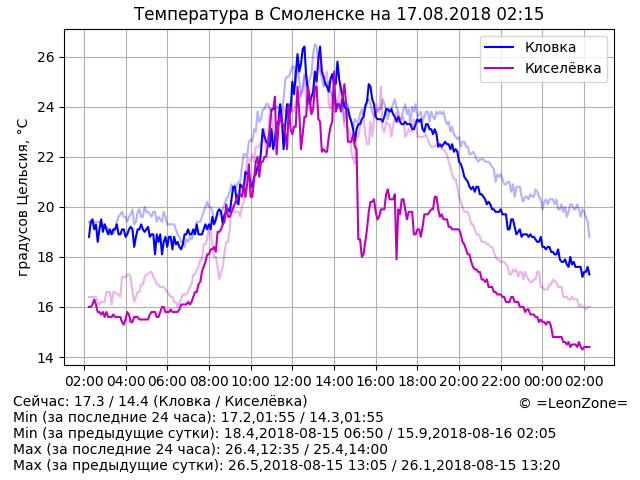 Температура в Смоленске на 17.08.2018 02:15
градусов Цельсия, °C
26
24
22
20
18
16
14
Кловка
Киселёвка
02:00 04:00 06:00 08:00 10:00 12:00 14:00 16:00 18:00 20:00 22:00 00:00 02:00
Сейчас: 17.3 / 14.4 (Кловка / Киселёвка)
© =LeonZone=
Min (за последние 24 часа): 17.2,01:55 / 14.3,01:55
Min (за предыдущие сутки): 18.4,2018-08-15 06:50 / 15.9,2018-08-16 02:05
Max (за последние 24 часа): 26.4,12:35 / 25.4,14:00
Max (за предыдущие сутки): 26.5,2018-08-15 13:05 / 26.1,2018-08-15 13:20